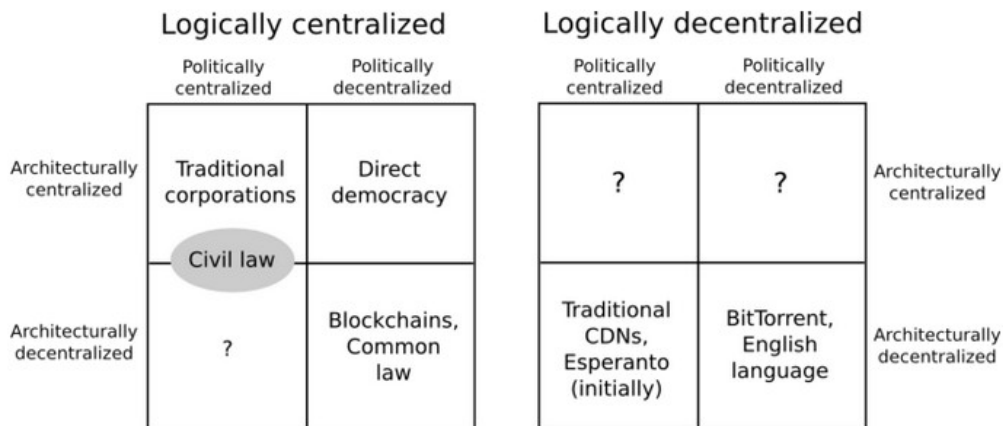 Logically centralized
Politically
centralized
Politically
decentralized
Architecturally
centralized
Traditional
corporations
Direct
democracy
Civil law
Architecturally
decentralized
?
Blockchains,
Common
law
Logically decentralized
Politically
centralized
Politically
decentralized
?
?
Architecturally
centralized
Traditional
CDNs,
Esperanto
(initially)
BitTorrent,
English
language
Architecturally
decentralized